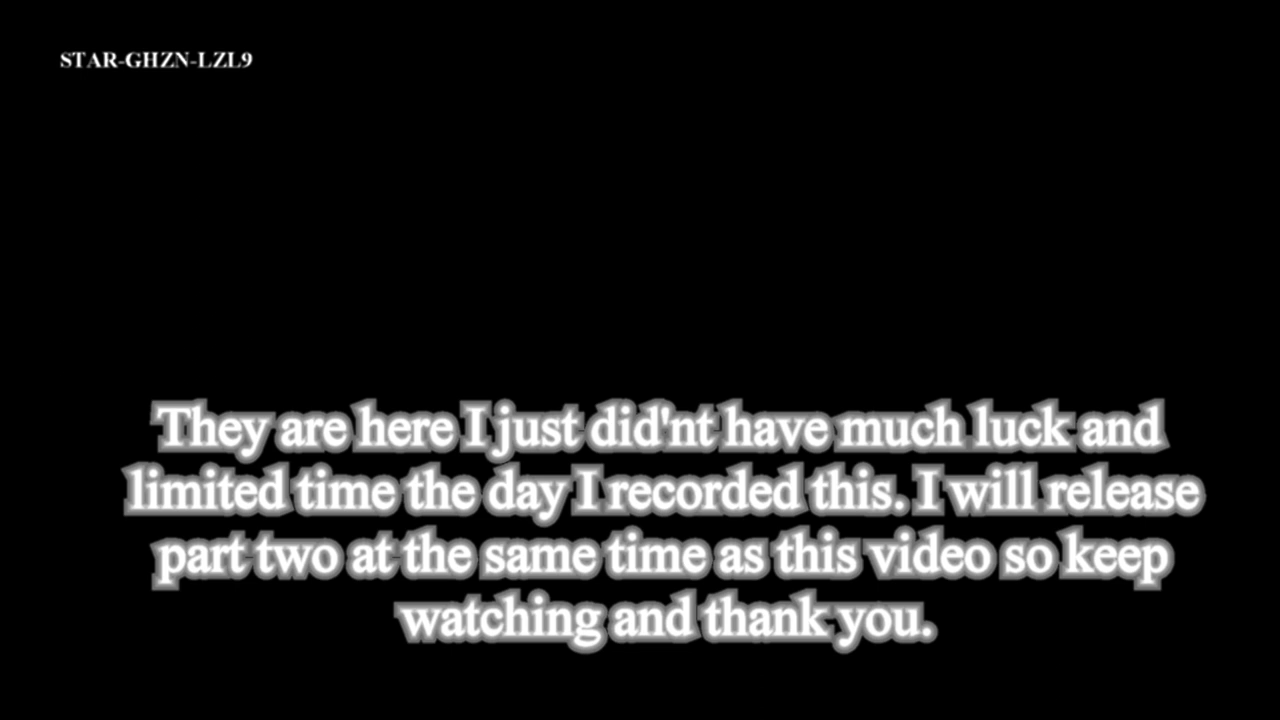 STAR-GHZN-LZL9
They are here I just did'nt have much luck and
limited time the day I recorded this. I will release
part two at the same time as this video so keep
watching and thank you.